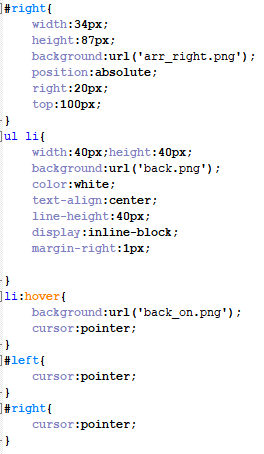 #right{
width:34px;
height:87px;
background:url('arr_right.png');
position:absolute;
right:20px;
top:100px;
}
ul li{
width:40px;height:40px;
background:url('back.png');
color:white;
text-align:center;
line-height:40px;
display:inline-block;
margin-right:1px;
}
li:hover{
background:url('back_on.png');
cursor:pointer;
}
#left{
cursor:pointer;
}
#right{
cursor:pointer;
}